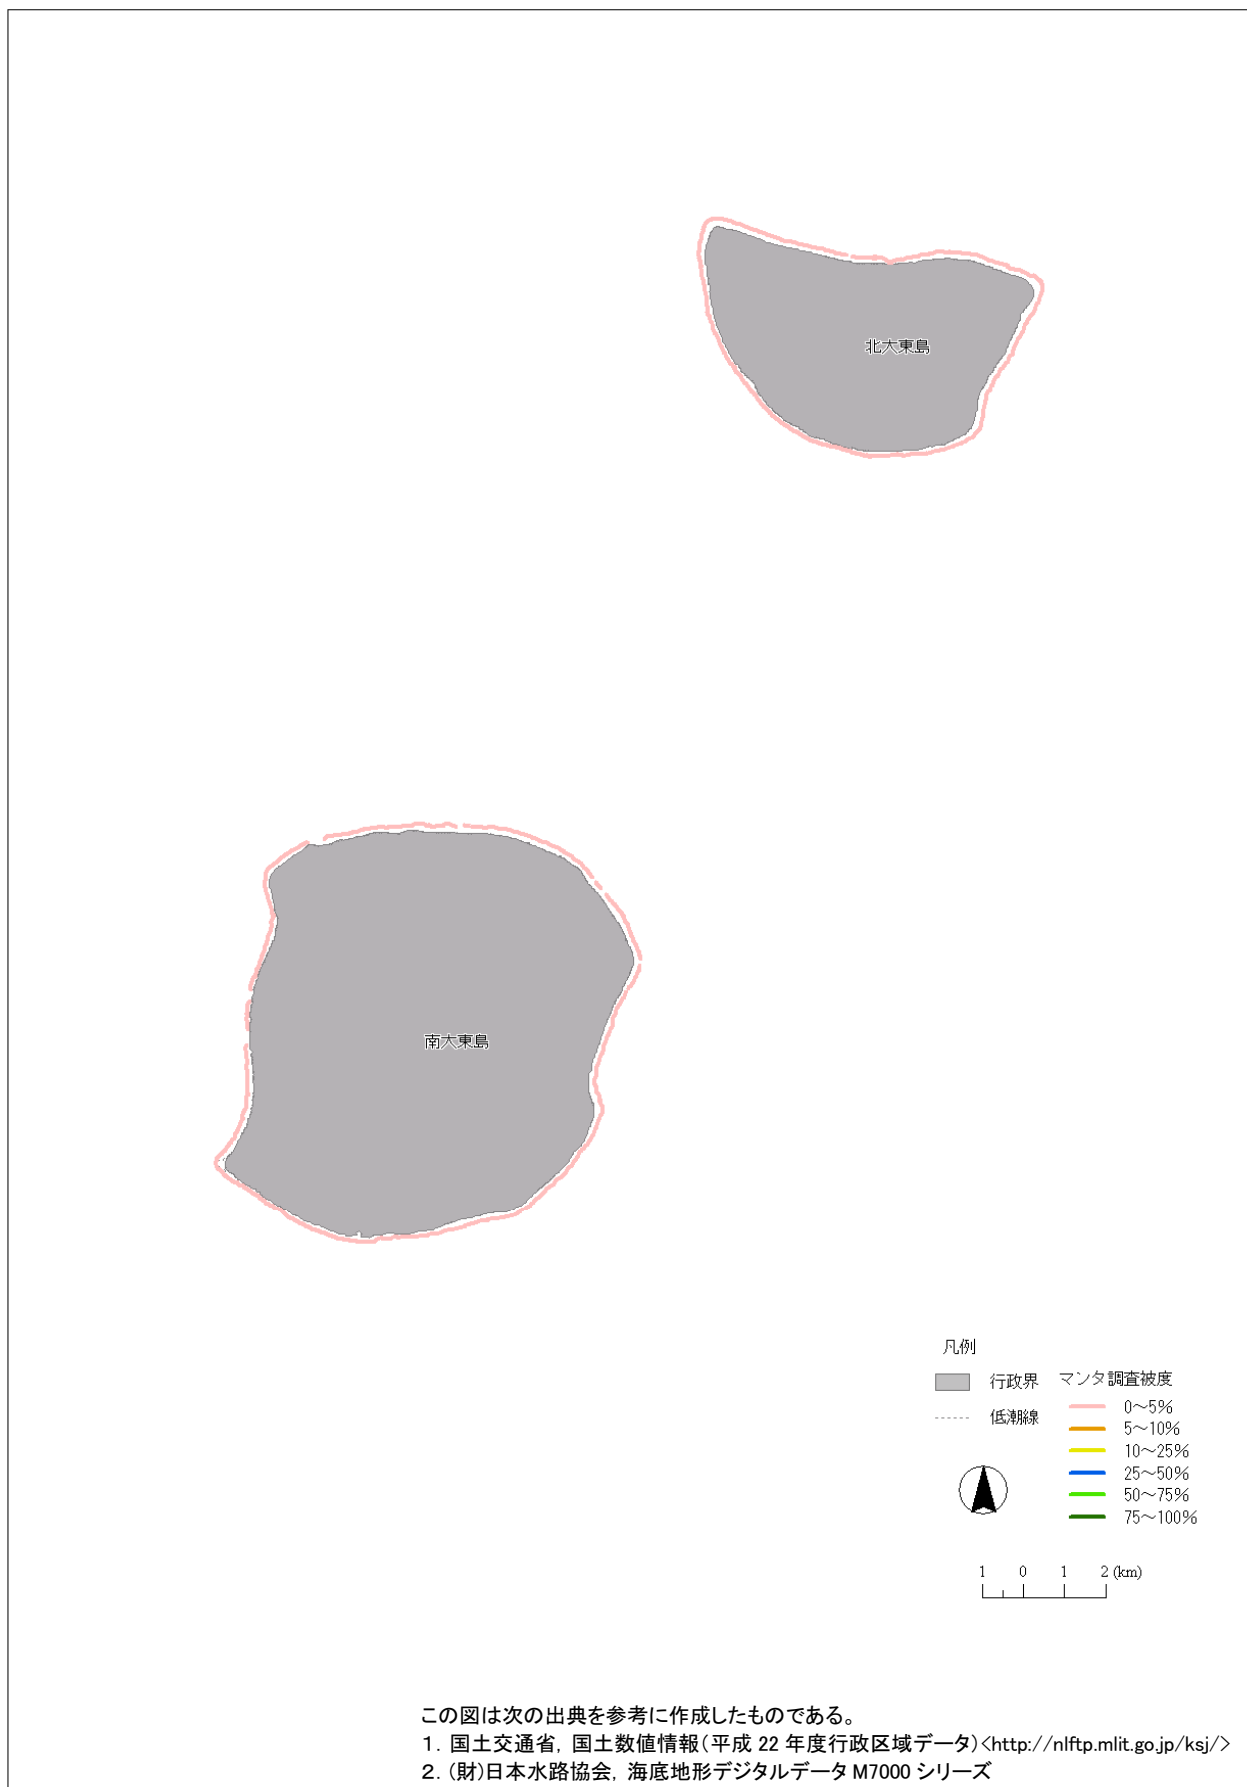 北大東島
南大東島
凡例
行政界
低潮線
マンタ調査被度
0～5%
5～10%
10～25%
25～50%
50～75%
75～100%
1 0 1 2 (km)
この図は次の出典を参考に作成したものである。
1. 国土交通省, 国土数値情報(平成 22 年度行政区域データ)<http://nlftp.mlit.go.jp/ksj/>
2. (財)日本水路協会, 海底地形デジタルデータ M7000 シリーズ